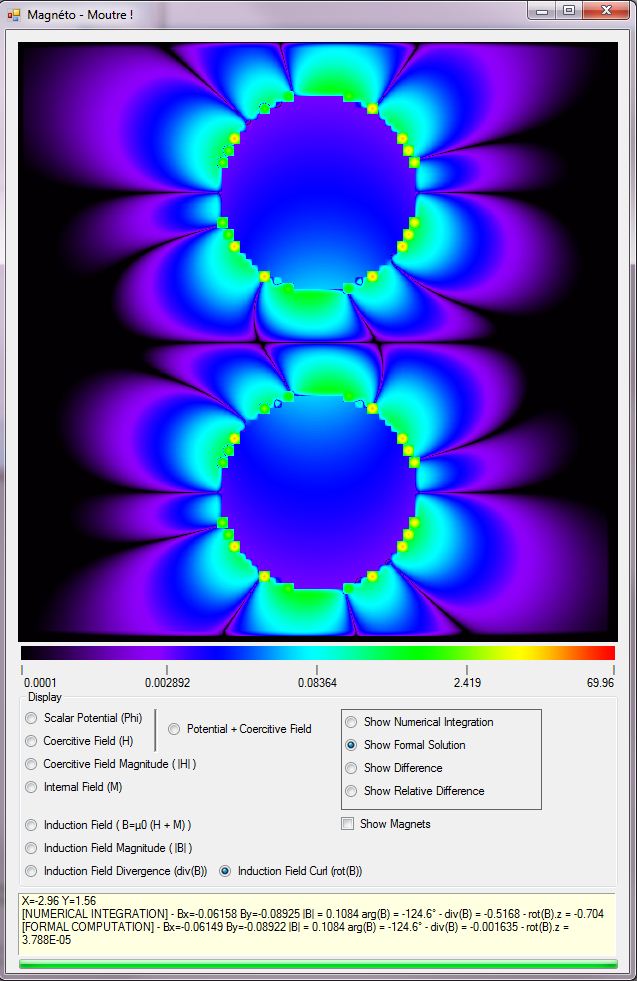 Magnéto - Moutre !
0.0001 0.002892 0.08364 2.419 69.96
Display
Scalar Potential (Phi)
Coercitive Field (H)
Potential + Coercitive Field
Coercitive Field Magnitude ( |H| )
Internal Field (M)
Show Numerical Integration
Show Formal Solution
Show Difference
Show Relative Difference
Induction Field ( B=µ0 (H + M) )
Show Magnets
Induction Field Magnitude ( |B| )
Induction Field Divergence (div(B))
Induction Field Curl (rot(B))
X=-2.96 Y=1.56
[NUMERICAL INTEGRATION] - Bx=-0.06158 By=-0.08925 |B| = 0.1084 arg(B) = -124.6° - div(B) = -0.5168 - rot(B).z = -0.704
[FORMAL COMPUTATION] - Bx=-0.06149 By=-0.08922 |B| = 0.1084 arg(B) = -124.6° - div(B) = -0.001635 - rot(B).z =
3.788E-05